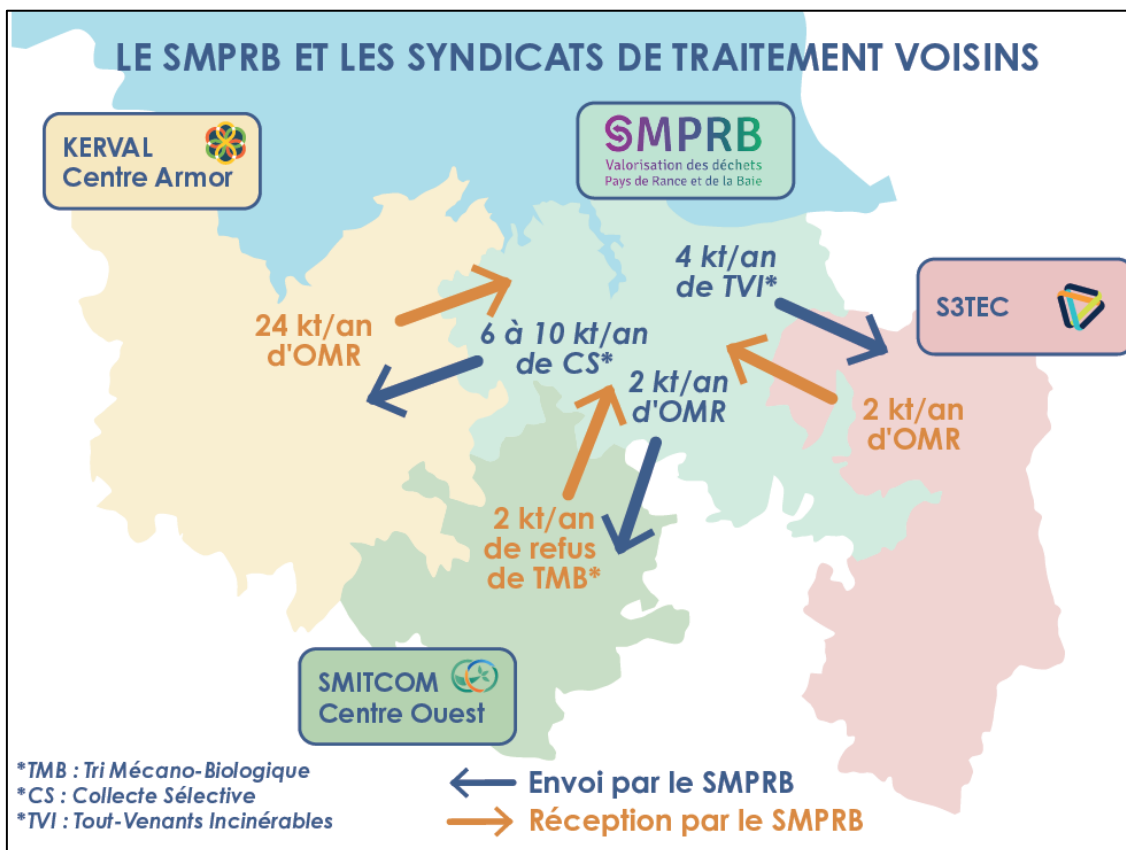 LE SMPRB ET LES SYNDICATS DE TRAITEMENT VOISINS
KERVAL
Centre Armor
SMPRB
Valorisation des déchets
Pays de Rance et de la Baie
4 kt/an
de TVI*
S3TEC
24 kt/an
d'OMR
6 à 10 kt/an
de CS*
2 kt/an
d'OMR
2 kt/an
d'OMR
2 kt/an
de refus
de TMB*
SMITCOM
Centre Ouest
*TMB : Tri Mécano-Biologique
*CS : Collecte Sélective
*TVI : Tout-Venants Incinérables
Envoi par le SMPRB
Réception par le SMPRB